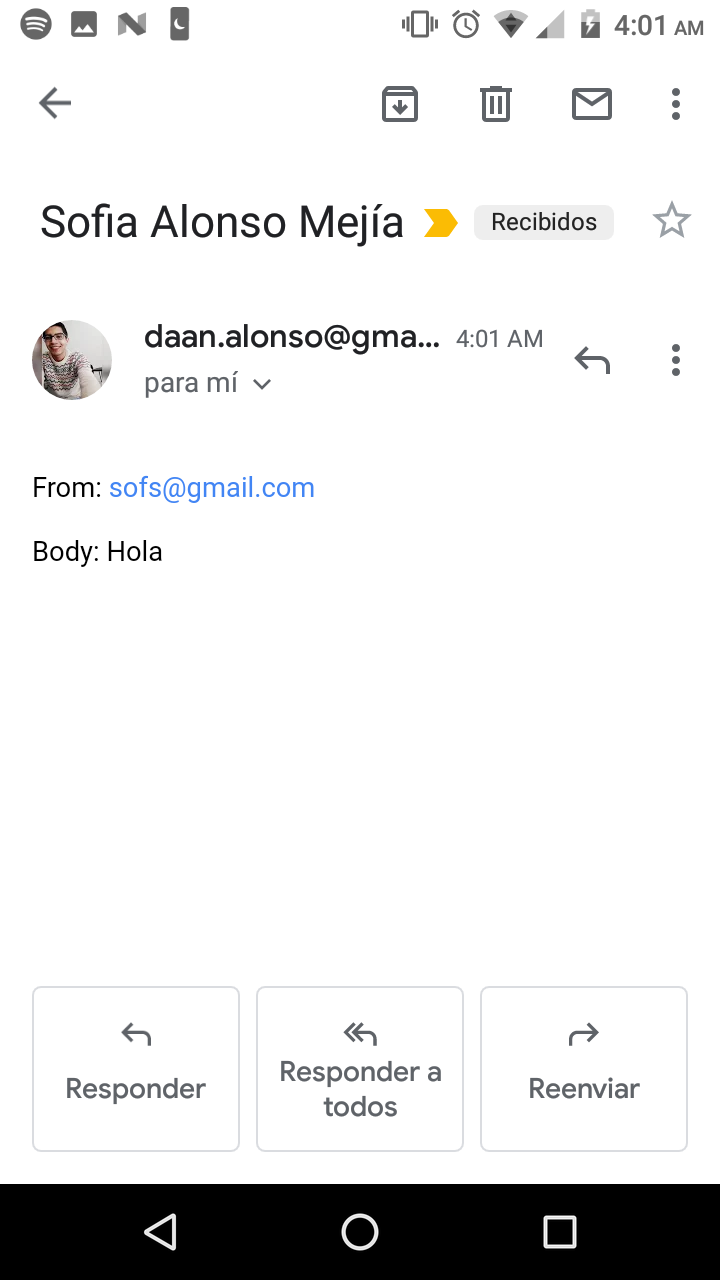 4:01 AM
Sofia Alonso Mejía Recibidos
daan.alonso@gma... 4:01 AM
para mí
From: sofs@gmail.com
Body: Hola
Responder
Responder a
todos
Reenviar